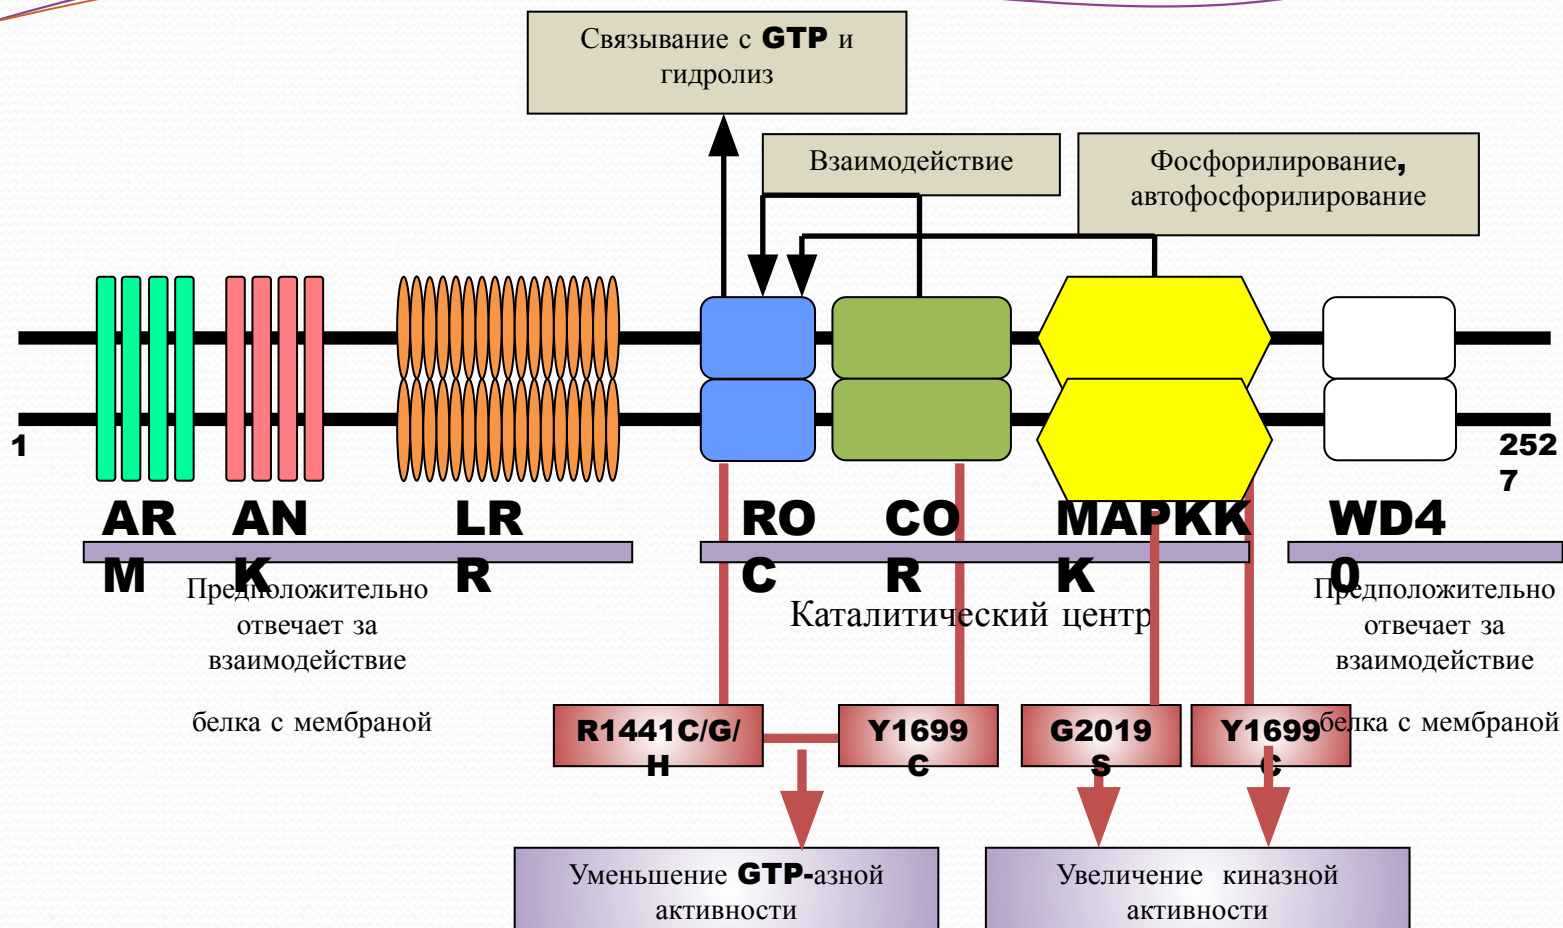 Связывание с GTP и
гидролиз
Взаимодействие
Фосфорилирование,
автофосфорилирование
1
252
7
AR
M
AN
K
LR
R
RO
C
CO
R
MAPKK
K
WD4
0
Предположительно
отвечает за
взаимодействие
белка с мембраной
Каталитический центр
Предположительно
отвечает за
взаимодействие
белка с мембраной
R1441C/G/
H
Y1699
C
G2019
S
Y1699
C
Уменьшение GTP-азной
активности
Увеличение киназной
активности